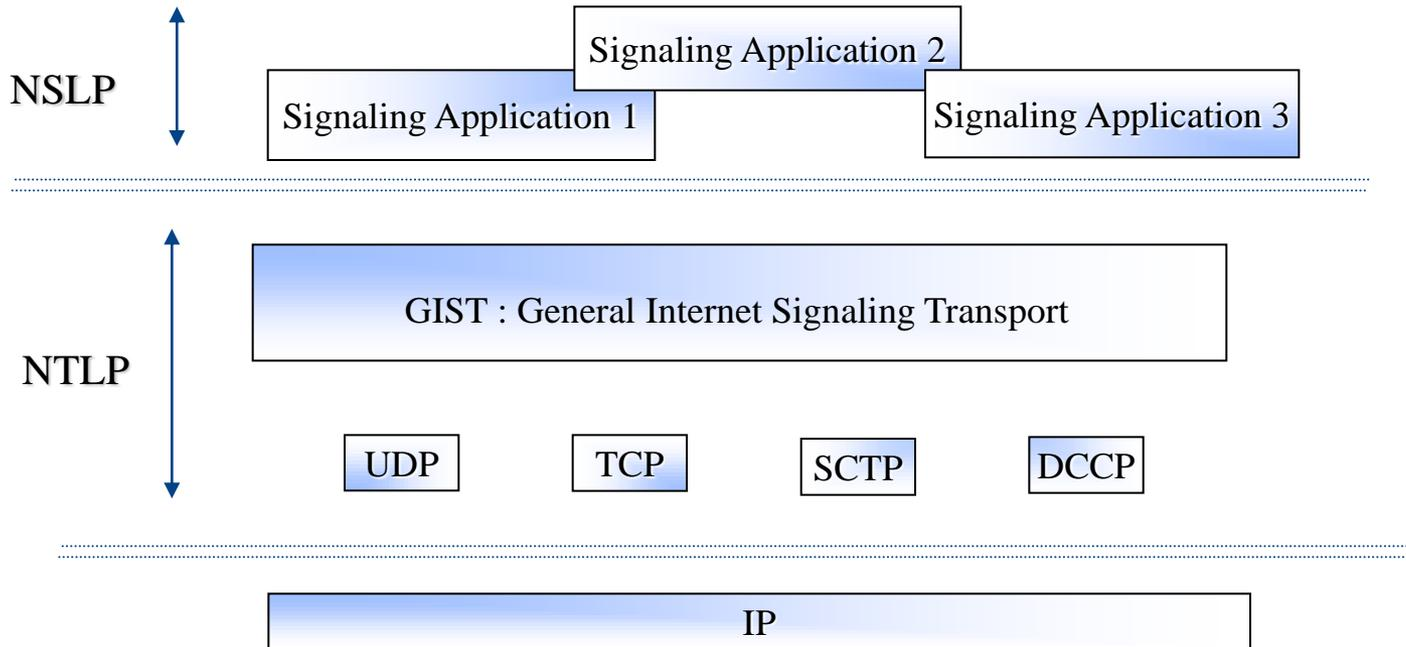 Signaling Application 2
NSLP
Signaling Application 1
Signaling Application 3
GIST : General Internet Signaling Transport
NTLP
UDP
TCP
SCTP
DCCP
IP